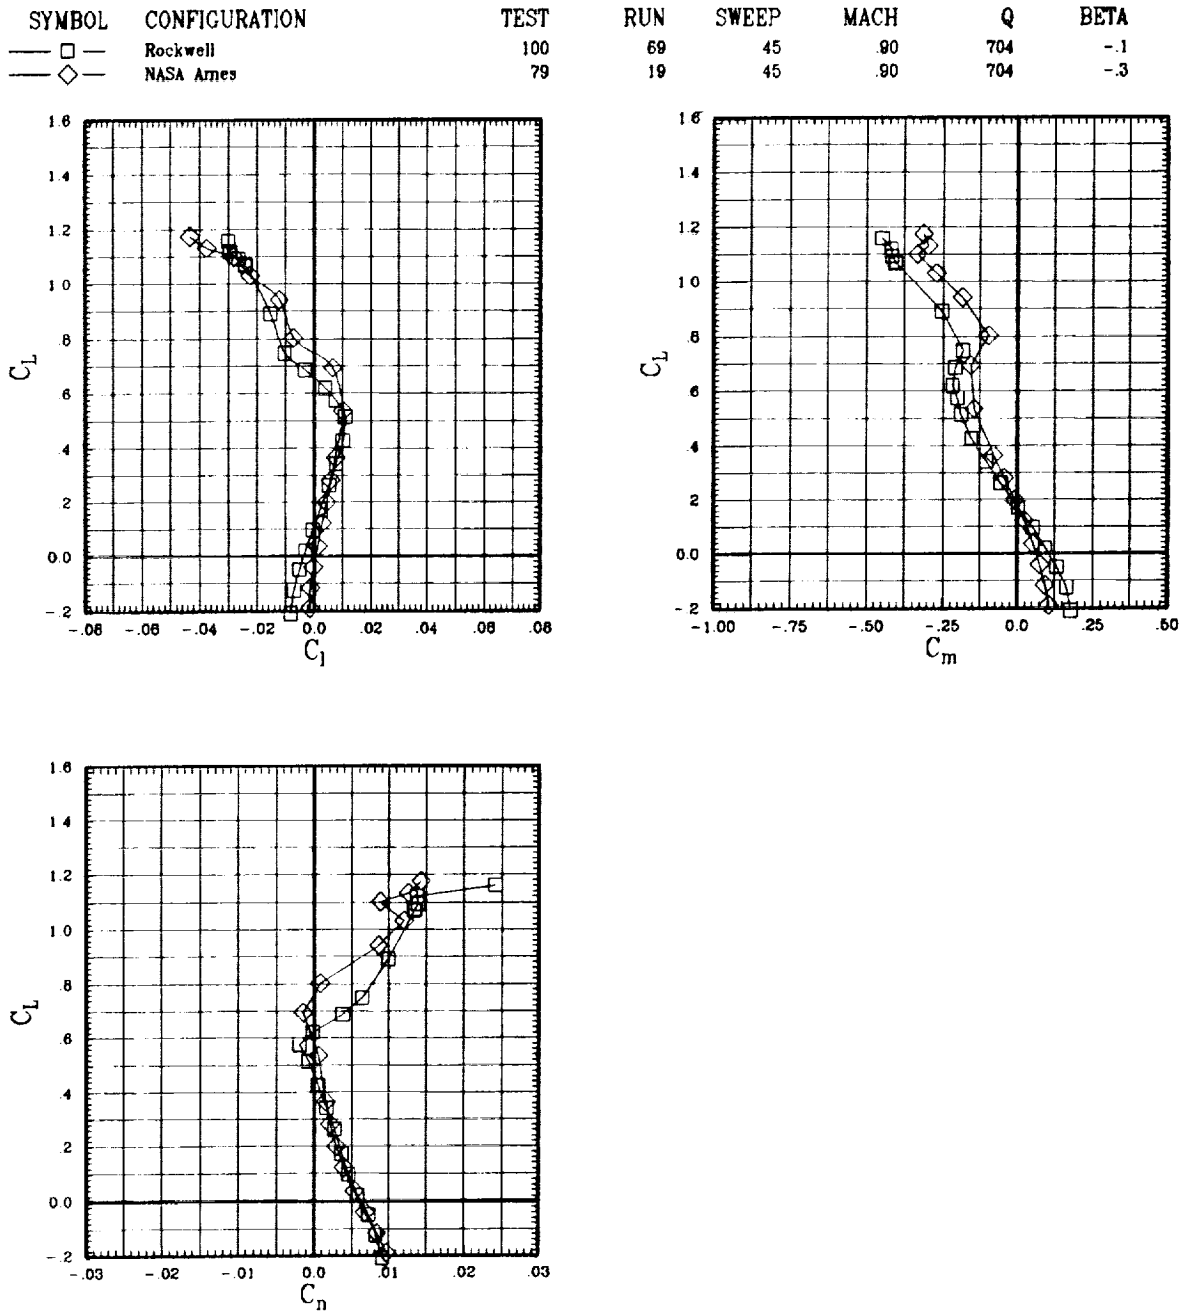 SYMBOL CONFIGURATION TEST RUN SWEEP MACH Q BETA
Rockwell 100 69 45 .90 704 -.1
NASA Ames 79 19 45 .90 704 -.3
1.6
1.4
1.2
1.0
.8
.6
.4
.2
0.0
-.2
C_L
-.08 -.06 -.04 -.02 0.0 .02 .04 .06 .08
C_l
1.6
1.4
1.2
1.0
.8
.6
.4
.2
0.0
-.2
C_L
-1.00 -.75 -.50 -.25 0.0 .25 .50
C_m
1.6
1.4
1.2
1.0
.8
.6
.4
.2
0.0
-.2
C_L
-.03 -.02 -.01 0.0 .01 .02 .03
C_n